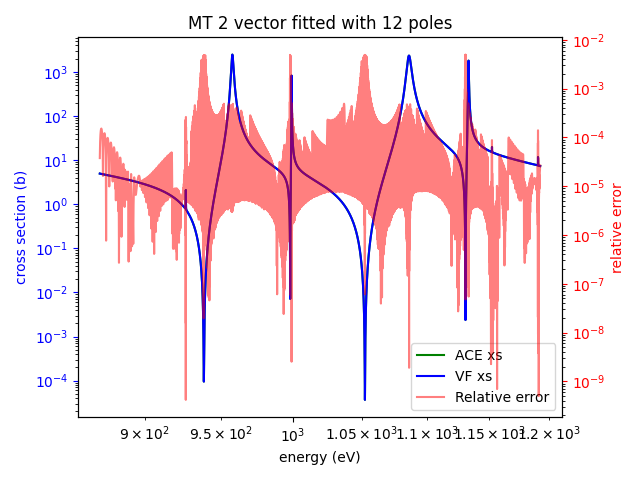 MT 2 vector fitted with 12 poles
cross section (b)
10³
10²
10¹
10⁰
10⁻¹
10⁻²
10⁻³
10⁻⁴
10⁻²
10⁻³
10⁻⁴
10⁻⁵
10⁻⁶
10⁻⁷
10⁻⁸
10⁻⁹
relative error
ACE xs
VF xs
Relative error
9×10² 9.5×10² 10³ 1.05×10³ 1.1×10³ 1.15×10³ 1.2×10³
energy (eV)